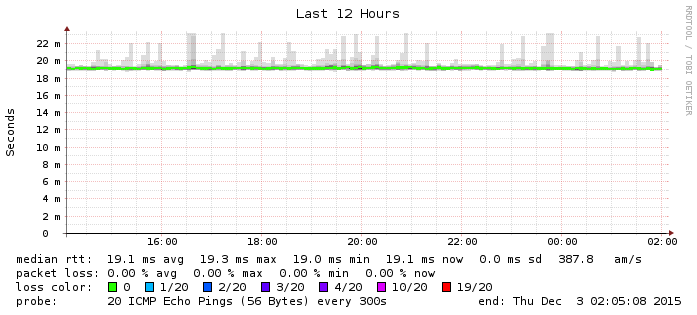 Last 12 Hours
RRDTOOL / TOBI OETIKER
Seconds
22 m
20 m
18 m
16 m
14 m
12 m
10 m
8 m
6 m
4 m
2 m
0
16:00 18:00 20:00 22:00 00:00 02:00
median rtt: 19.1 ms avg 19.3 ms max 19.0 ms min 19.1 ms now 0.0 ms sd 387.8 am/s
packet loss: 0.00 % avg 0.00 % max 0.00 % min 0.00 % now
loss color: 0 1/20 2/20 3/20 4/20 10/20 19/20
probe: 20 ICMP Echo Pings (56 Bytes) every 300s end: Thu Dec 3 02:05:08 2015